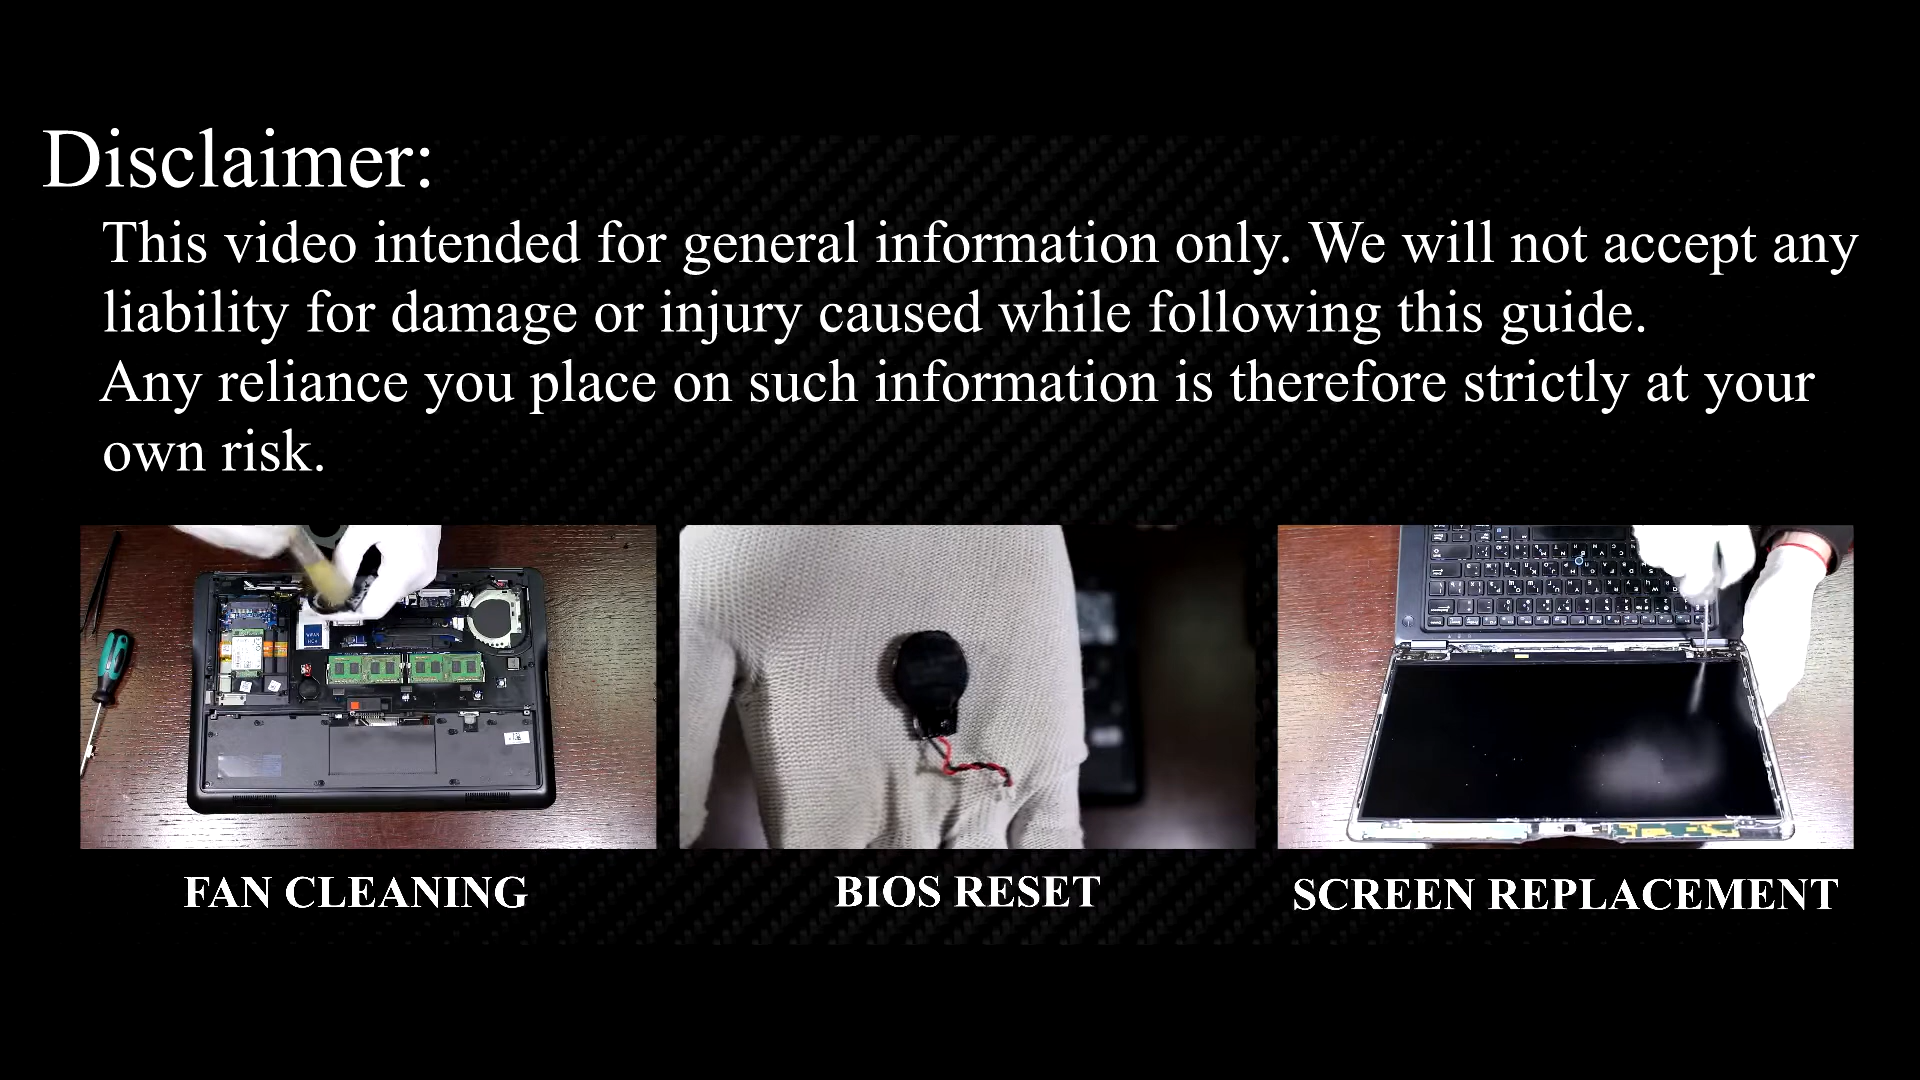 Disclaimer:
This video intended for general information only. We will not accept any
liability for damage or injury caused while following this guide.
Any reliance you place on such information is therefore strictly at your
own risk.
FAN CLEANING
BIOS RESET
SCREEN REPLACEMENT